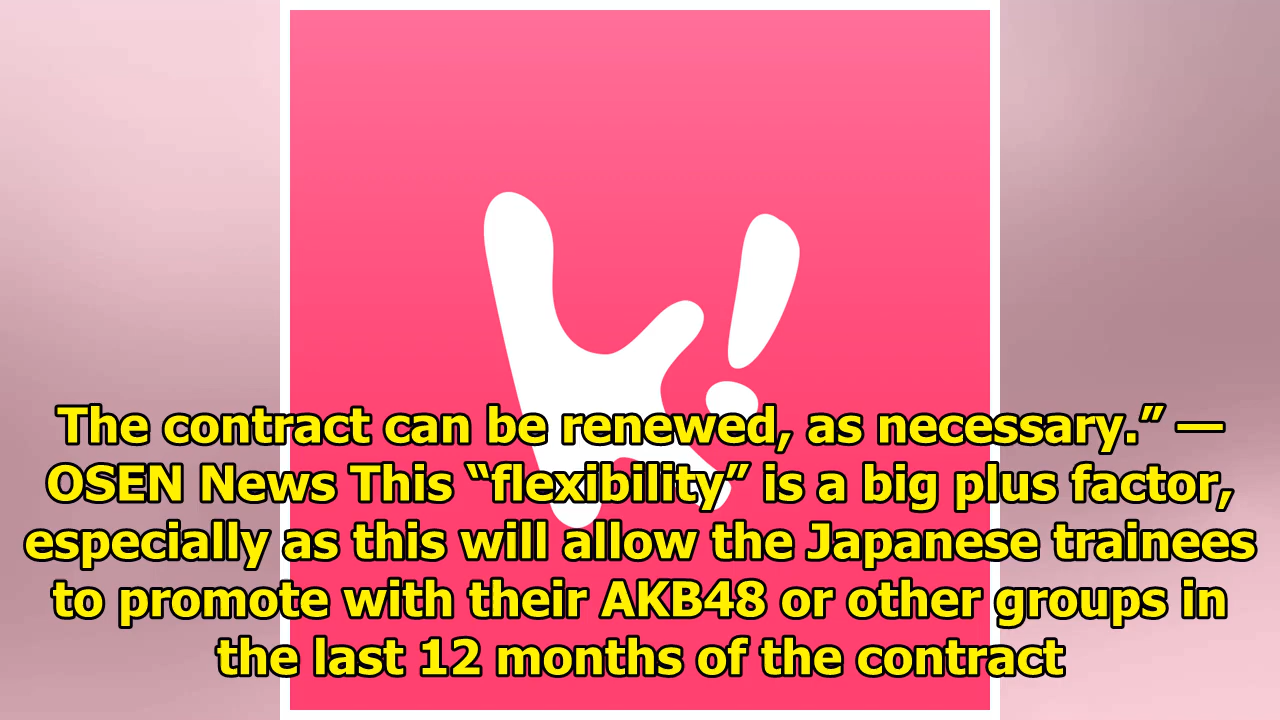 k!
The contract can be renewed, as necessary.” —
OSEN News This “flexibility” is a big plus factor,
especially as this will allow the Japanese trainees
to promote with their AKB48 or other groups in
the last 12 months of the contract